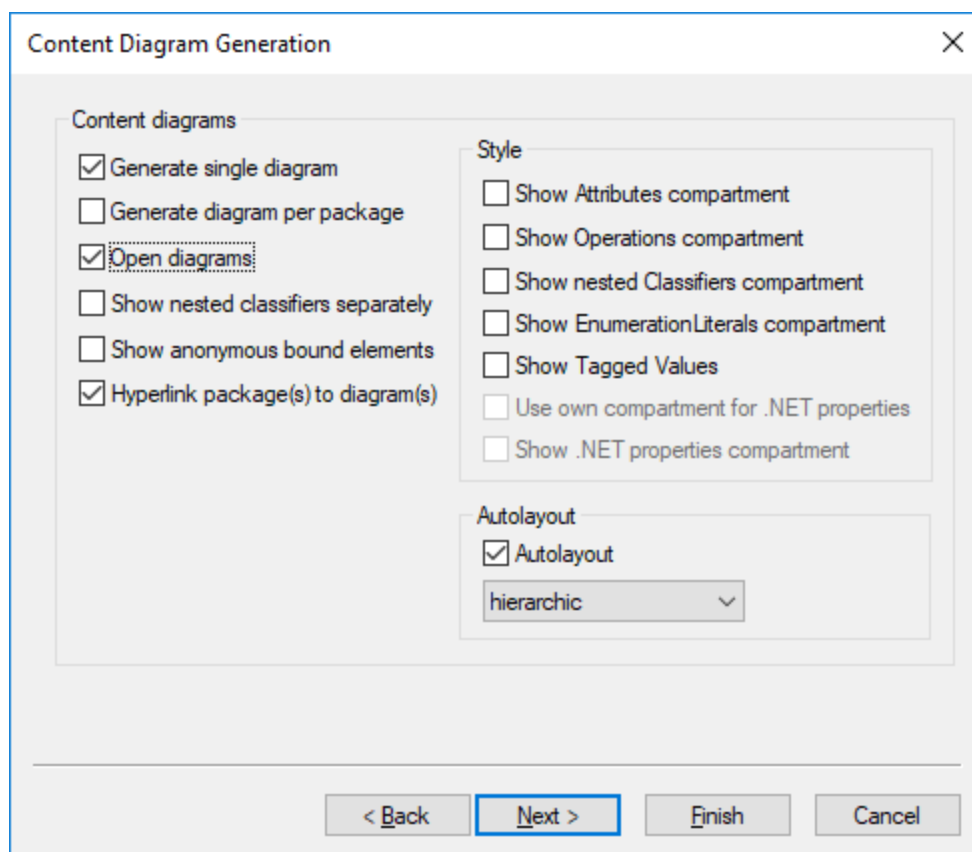 Content Diagram Generation
Content diagrams
Generate single diagram
Generate diagram per package
Open diagrams
Show nested classifiers separately
Show anonymous bound elements
Hyperlink package(s) to diagram(s)
Style
Show Attributes compartment
Show Operations compartment
Show nested Classifiers compartment
Show EnumerationLiterals compartment
Show Tagged Values
Use own compartment for .NET properties
Show .NET properties compartment
Autolayout
Autolayout
hierarchic
< Back
Next >
Finish
Cancel